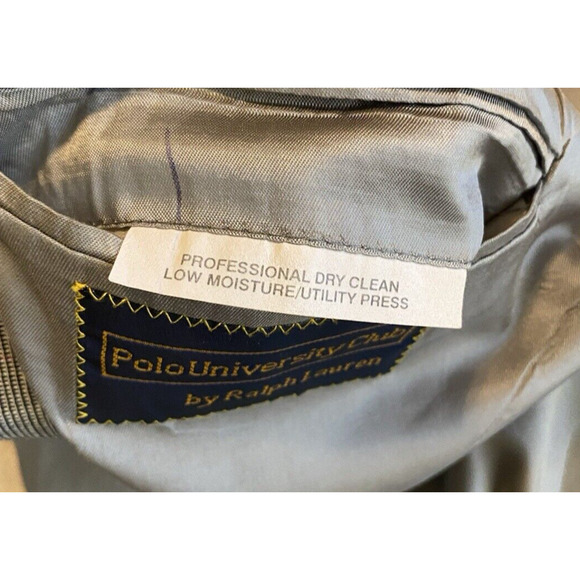 PROFESSIONAL DRY CLEAN
LOW MOISTURE/UTILITY PRESS
Polo University Club
by Ralph Lauren